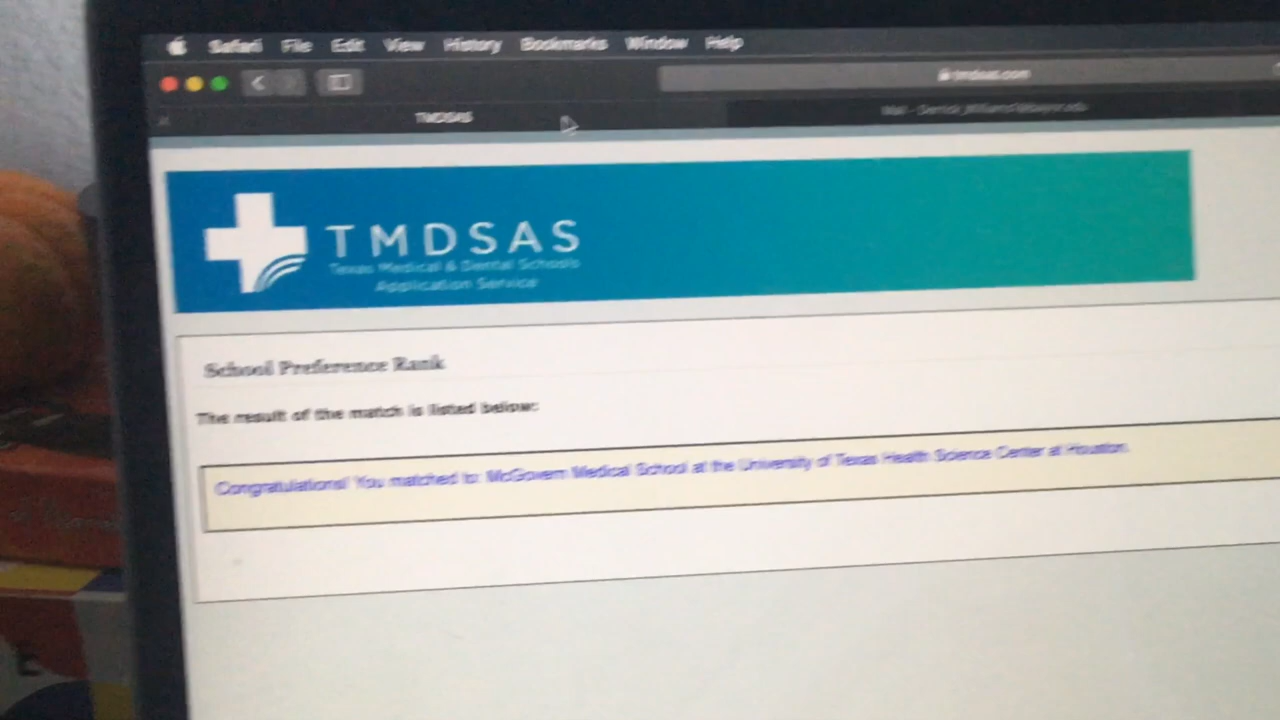 Safari File Edit View History Bookmarks Window Help
tmdsas.com
TMDSAS
Mail -
TMDSAS
Texas Medical & Dental Schools
Application Service
School Preference Rank
The result of the match is listed below:
Congratulations! You matched to: McGovern Medical School at the University of Texas Health Science Center at Houston.
E